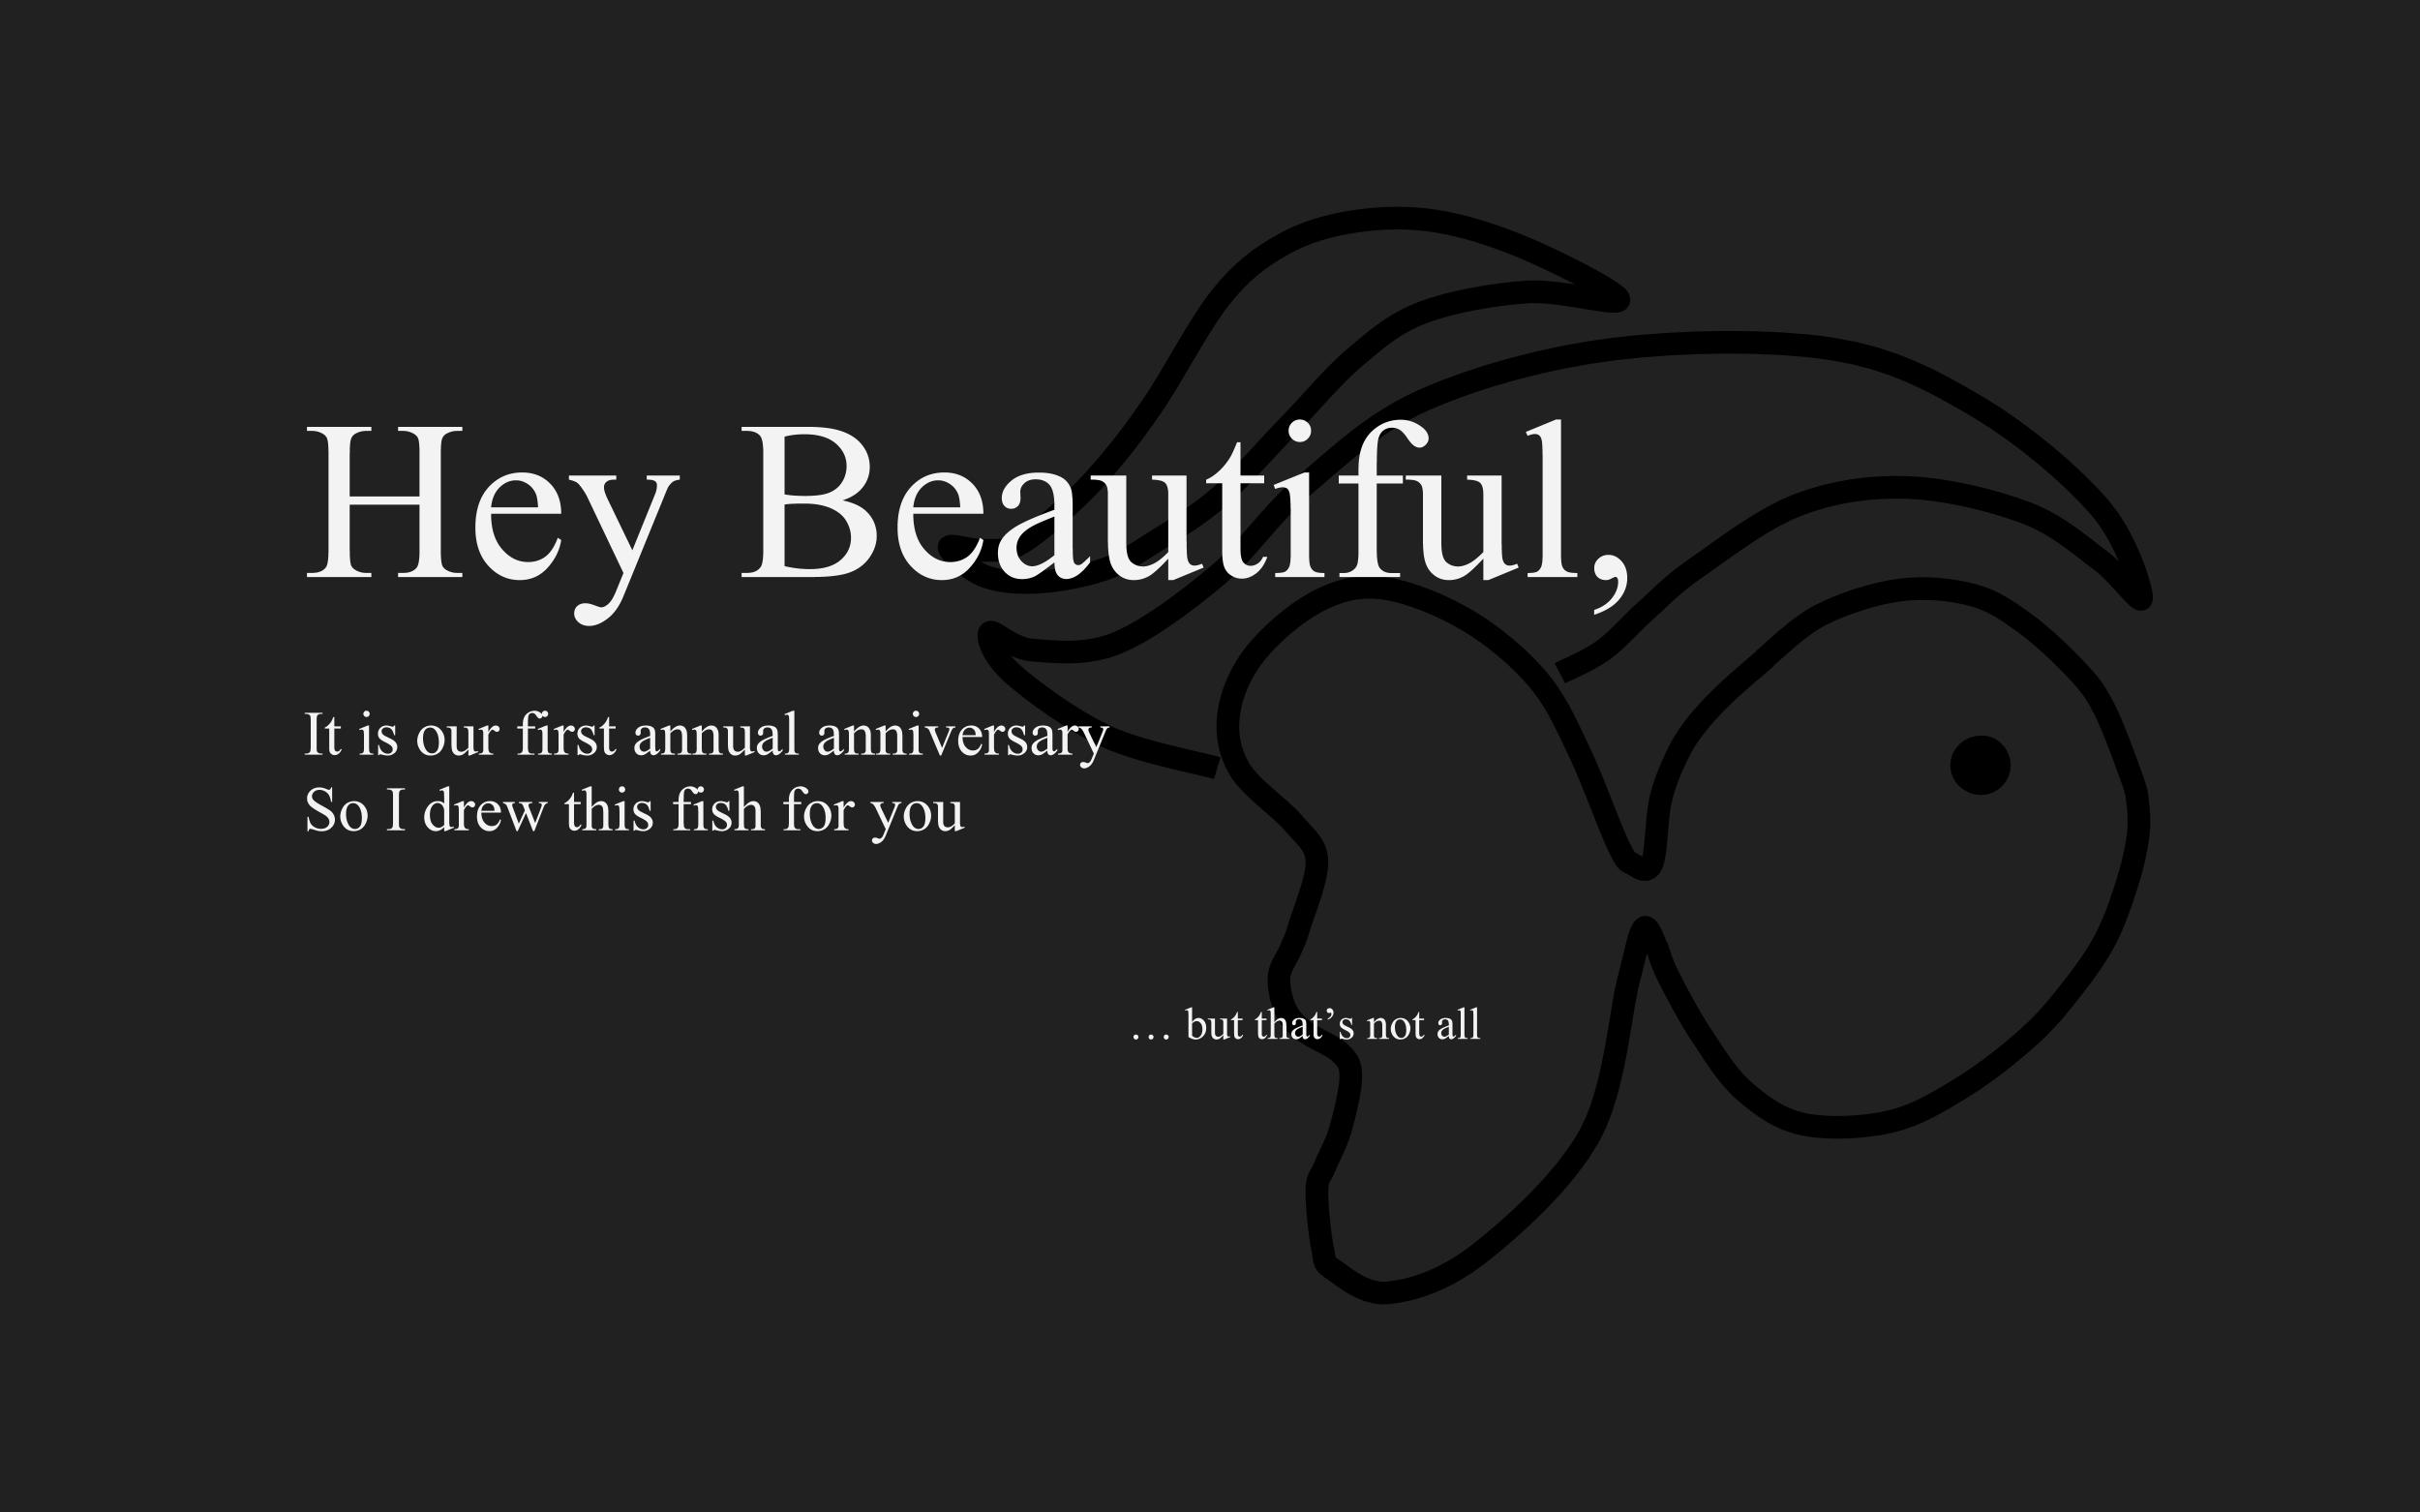 Hey Beautiful,
It is our first annual anniversary
So I drew this fish for you
… but that’s not all